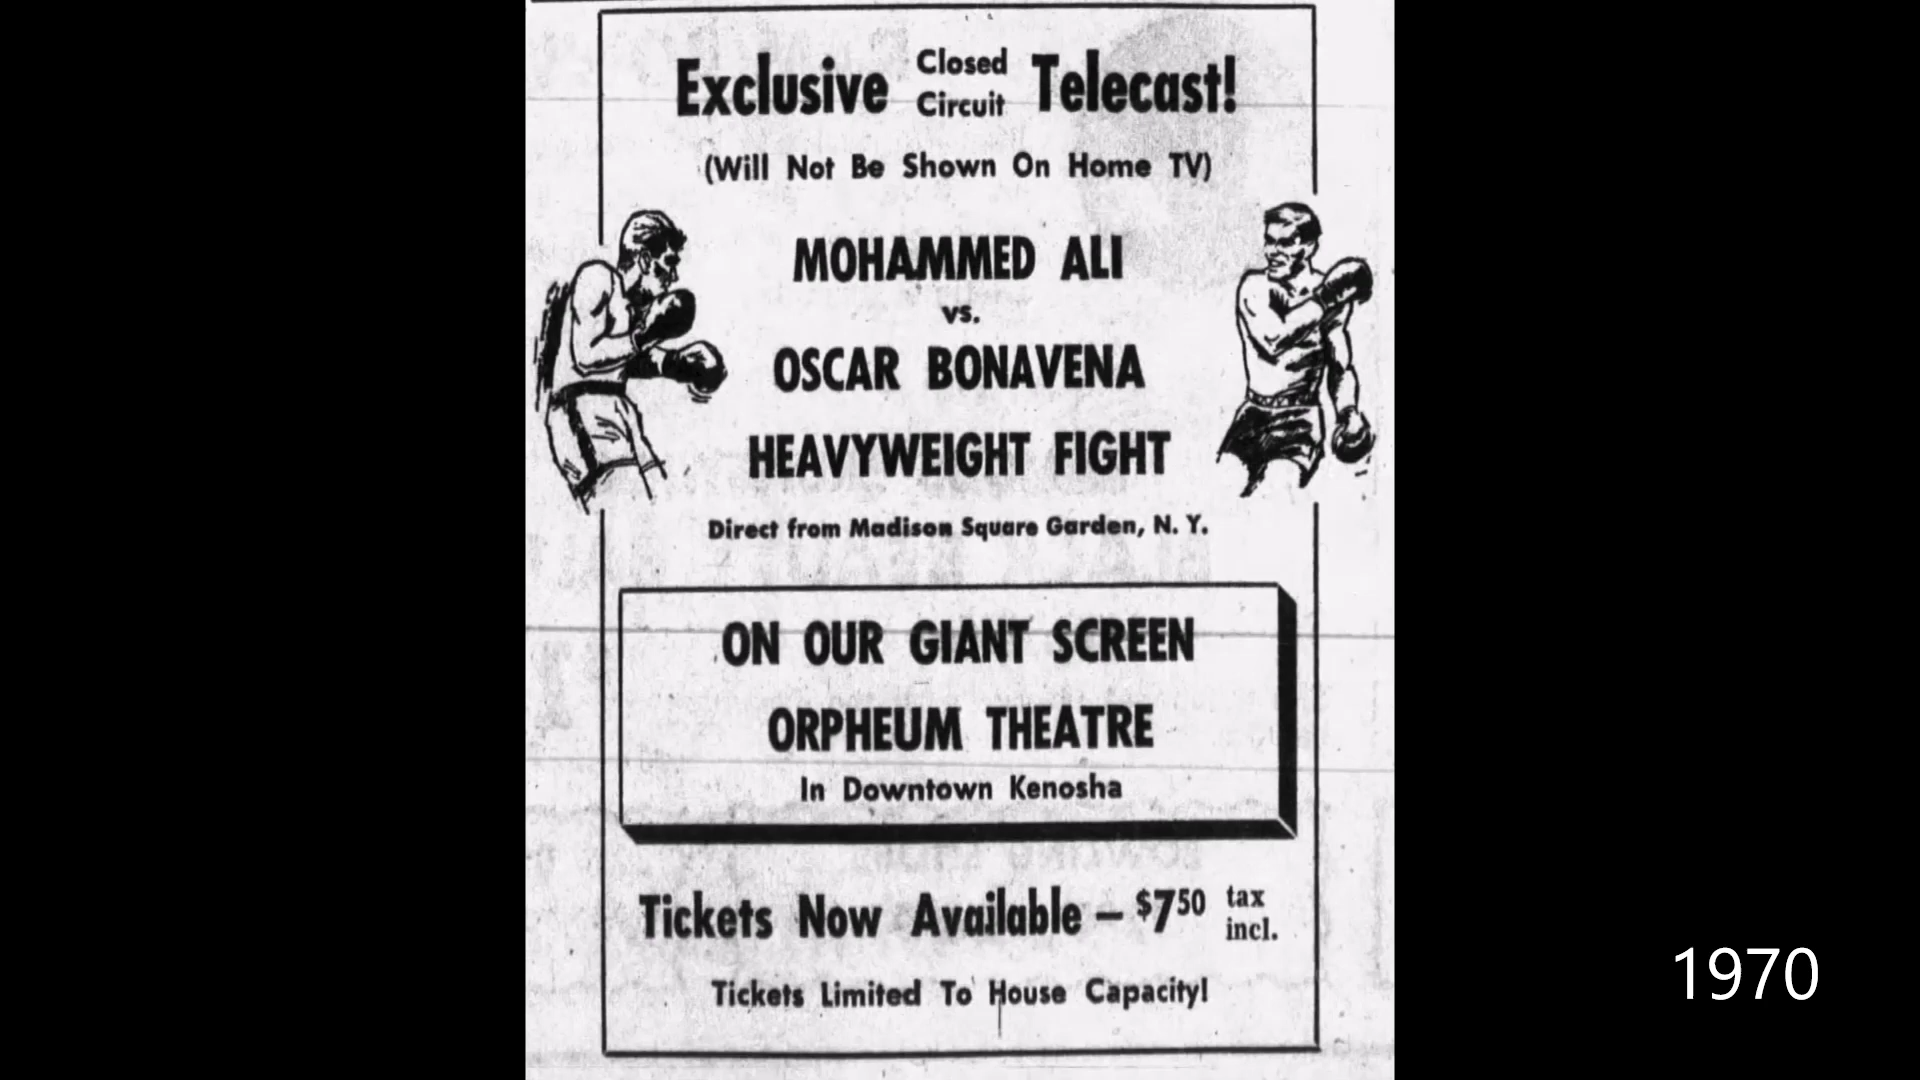 Exclusive Closed Circuit Telecast!
(Will Not Be Shown On Home TV)
MOHAMMED ALI
vs.
OSCAR BONAVENA
HEAVYWEIGHT FIGHT
Direct from Madison Square Garden, N. Y.
ON OUR GIANT SCREEN
ORPHEUM THEATRE
In Downtown Kenosha
Tickets Now Available — $7.50 tax incl.
Tickets Limited To House Capacity!
1970